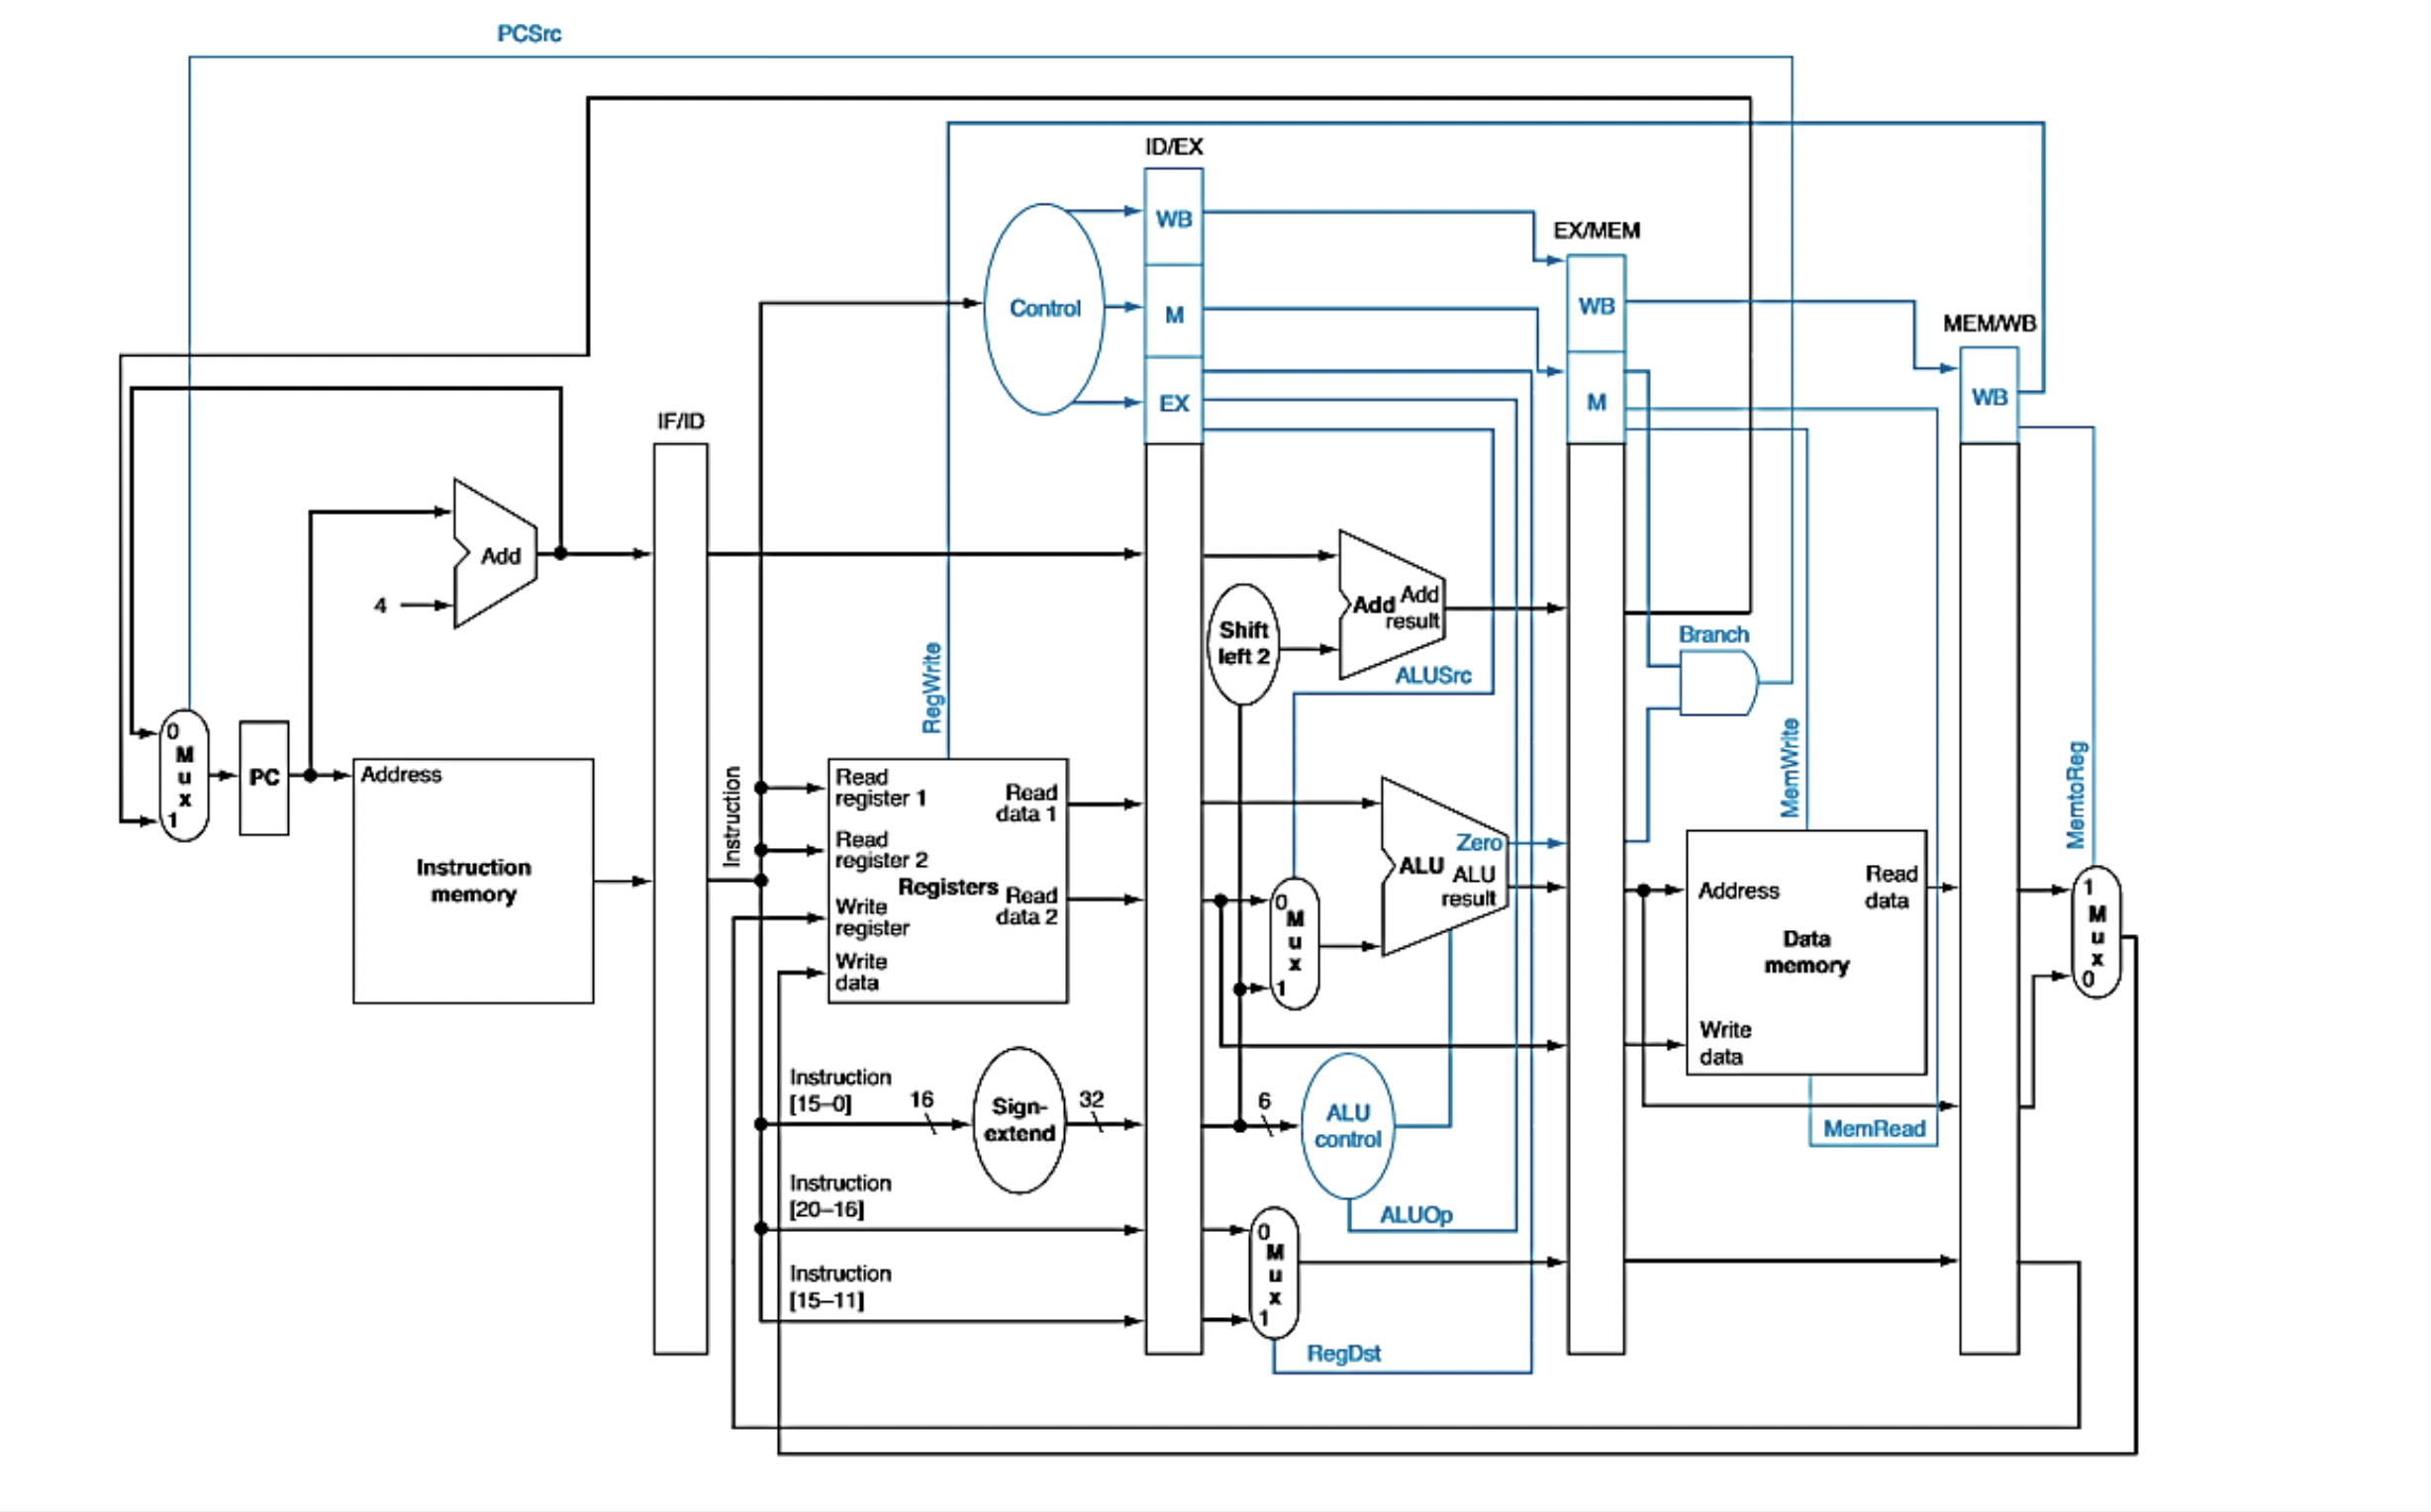 PCSrc
ID/EX
WB
EX/MEM
Control
M
WB
MEM/WB
EX
M
WB
IF/ID
Add
4
Add
Add
result
Shift
left 2
Branch
ALUSrc
RegWrite
MemWrite
MemtoReg
0
M
u
x
1
PC
Address
Instruction
memory
Instruction
Read
register 1
Read
register 2
Write
register
Write
data
Registers
Read
data 1
Read
data 2
0
M
u
x
1
Zero
ALU
ALU
result
Address
Read
data
Data
memory
Write
data
1
M
u
x
0
Instruction
[15–0]
16
Sign-
extend
32
6
ALU
control
MemRead
Instruction
[20–16]
ALUOp
0
M
u
x
1
Instruction
[15–11]
RegDst